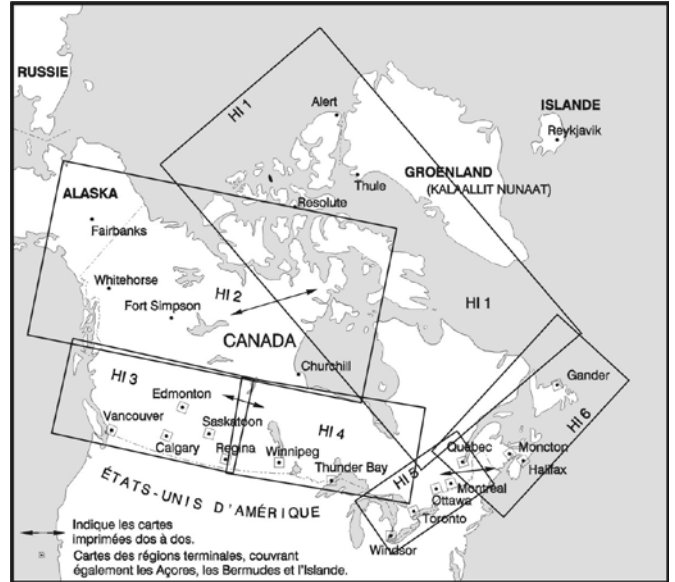 RUSSIE
HI 1
Alert
ISLANDE
Reykjavik
Thule
GROENLAND
(KALAALLIT NUNAAT)
ALASKA
Resolute
Fairbanks
Whitehorse
HI 2
Fort Simpson
HI 1
CANADA
Churchill
Gander
HI 3
Edmonton
HI 6
Vancouver
Saskatoon
HI 4
Calgary
Regina
Winnipeg
Québec
Moncton
Halifax
Thunder Bay
HI 5
Montréal
Ottawa
Toronto
Windsor
ÉTATS-UNIS D'AMÉRIQUE
Indique les cartes
imprimées dos à dos.
Cartes des régions terminales, couvrant
également les Açores, les Bermudes et l'Islande.